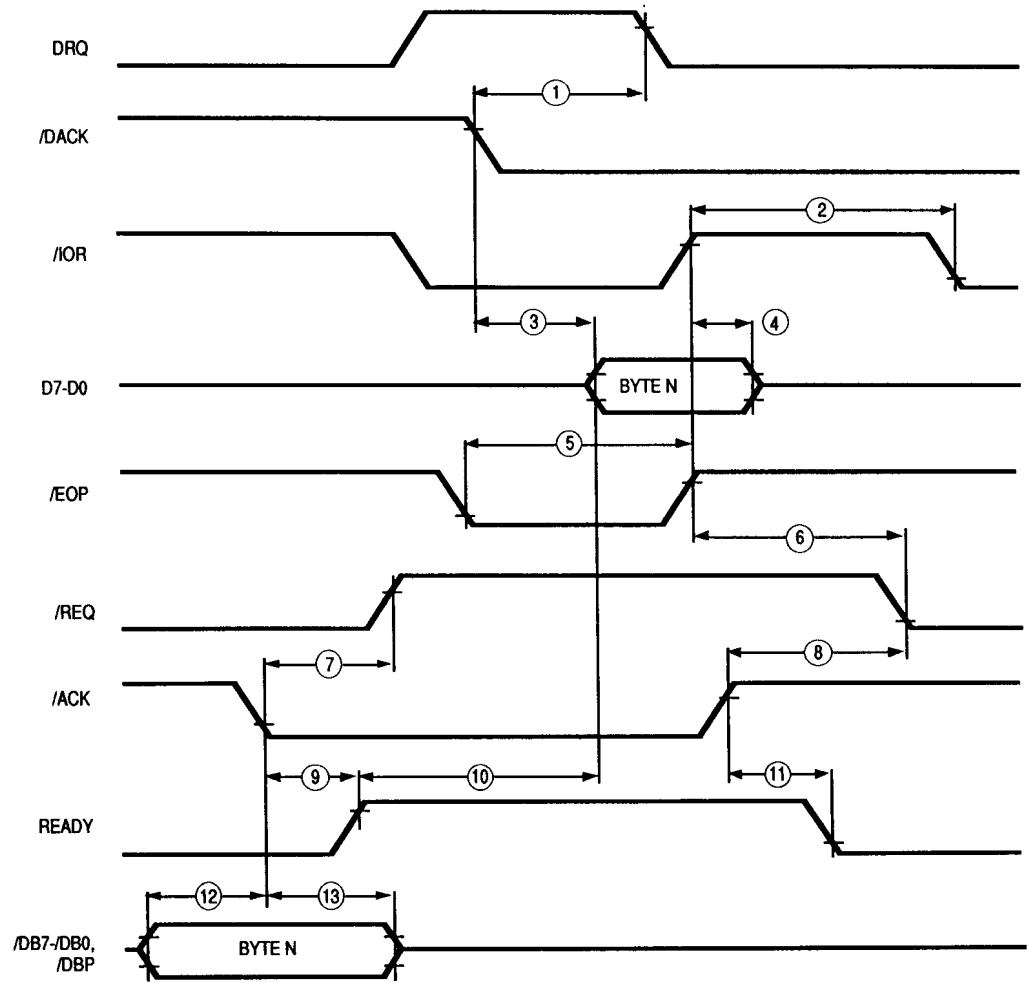 DRQ
1
/DACK
2
/IOR
3
4
D7-D0
BYTE N
5
/EOP
6
/REQ
7
8
/ACK
9
10
11
READY
12
13
/DB7-/DB0,
/DBP
BYTE N